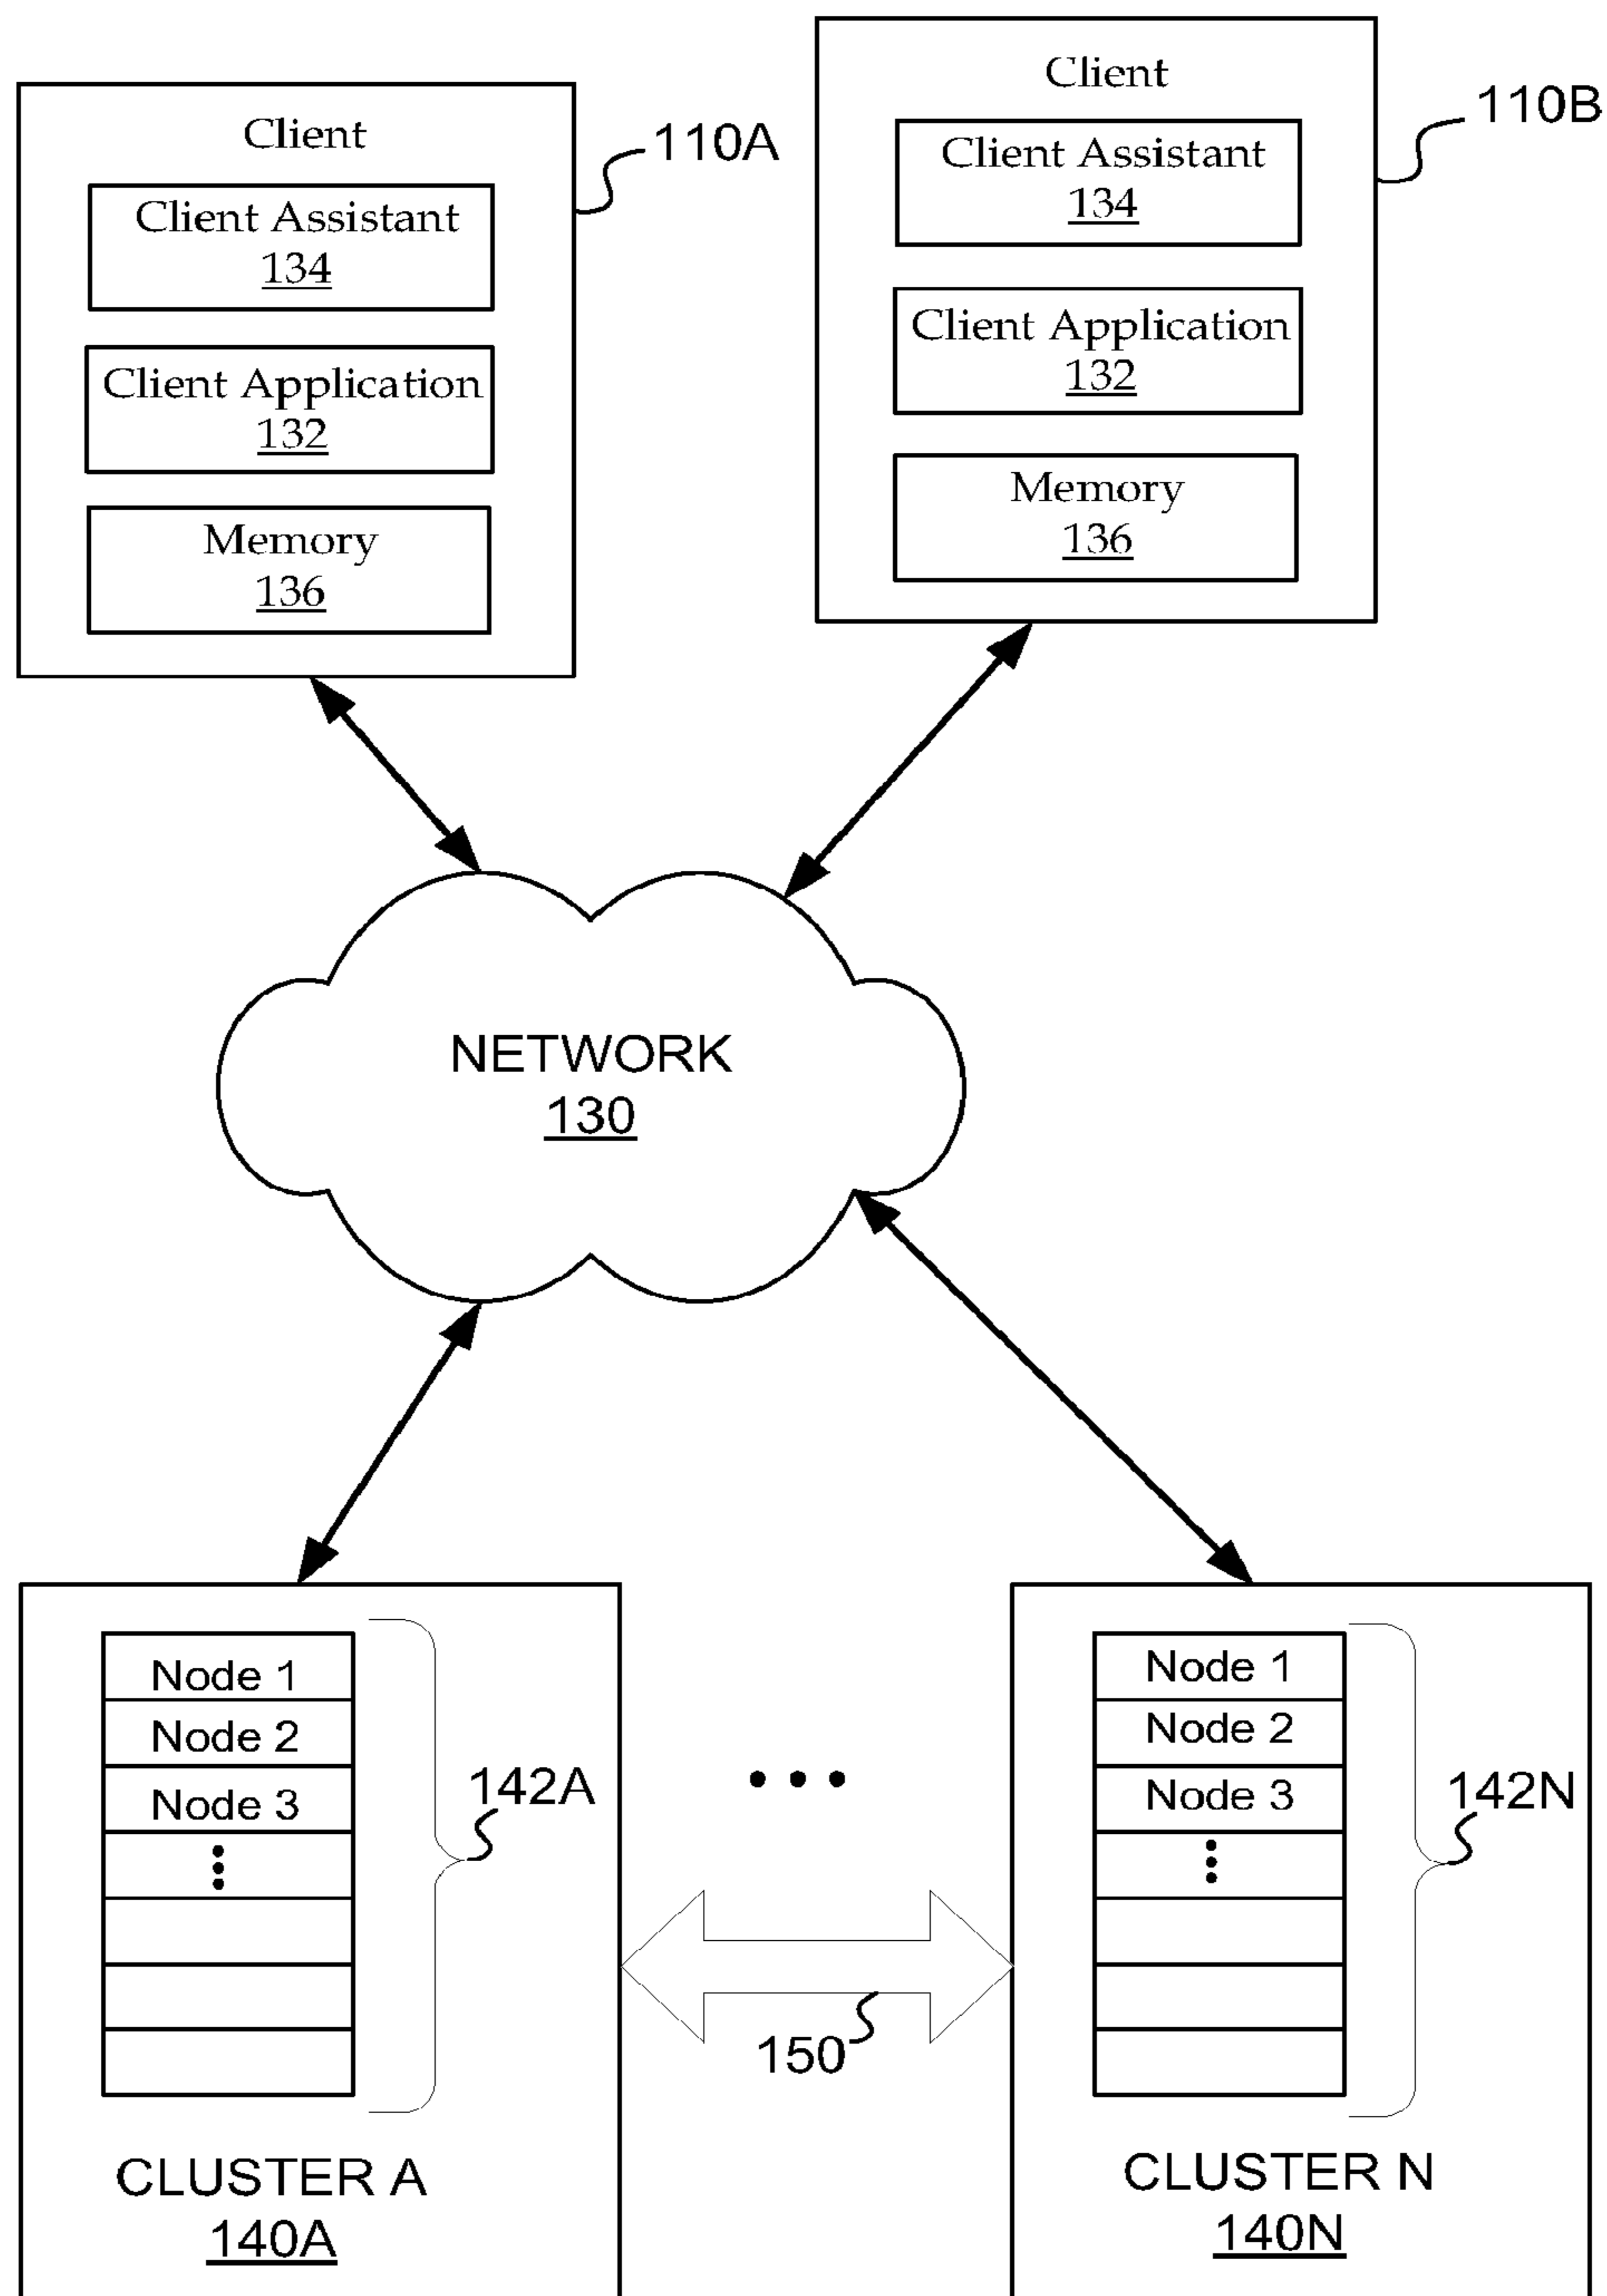 Client
Client Assistant
134
Client Application
132
Memory
136
110A
Client
Client Assistant
134
Client Application
132
Memory
136
110B
NETWORK
130
Node 1
Node 2
Node 3
142A
CLUSTER A
140A
150
Node 1
Node 2
Node 3
142N
CLUSTER N
140N